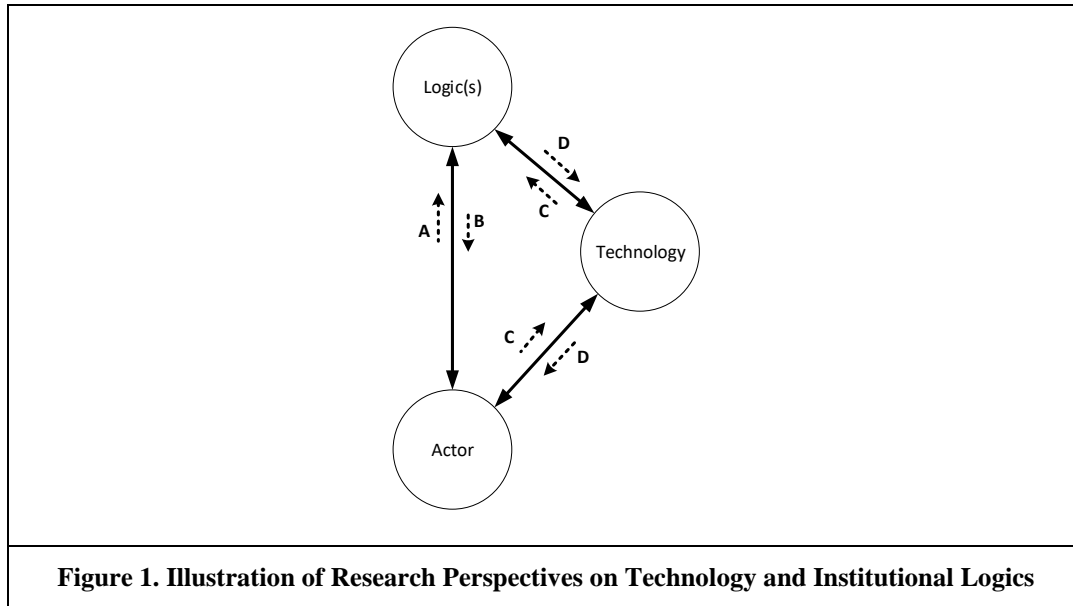 Logic(s)
D
C
A
B
Technology
C
D
Actor
Figure 1. Illustration of Research Perspectives on Technology and Institutional Logics